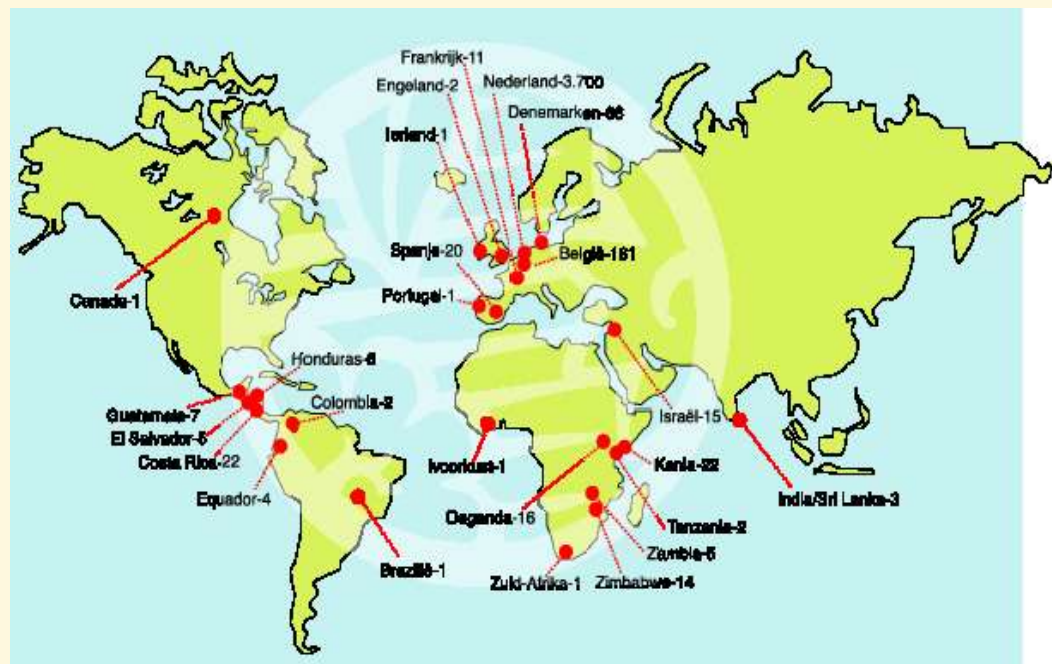 Frankrijk-11
Engeland-2
Nederland-3.700
Denemarken-66
Ierland-1
Spanje-20
België-181
Portugal-1
Canada-1
Honduras-6
Guatemala-7
Colombia-2
El Salvador-5
Costa Rica-22
Equador-4
Brazilië-1
Israël-15
Ivoorkust-1
Kenia-22
Oeganda-16
India/Sri Lanka-3
Tanzania-2
Zambia-5
Zuid-Afrika-1
Zimbabwe-14